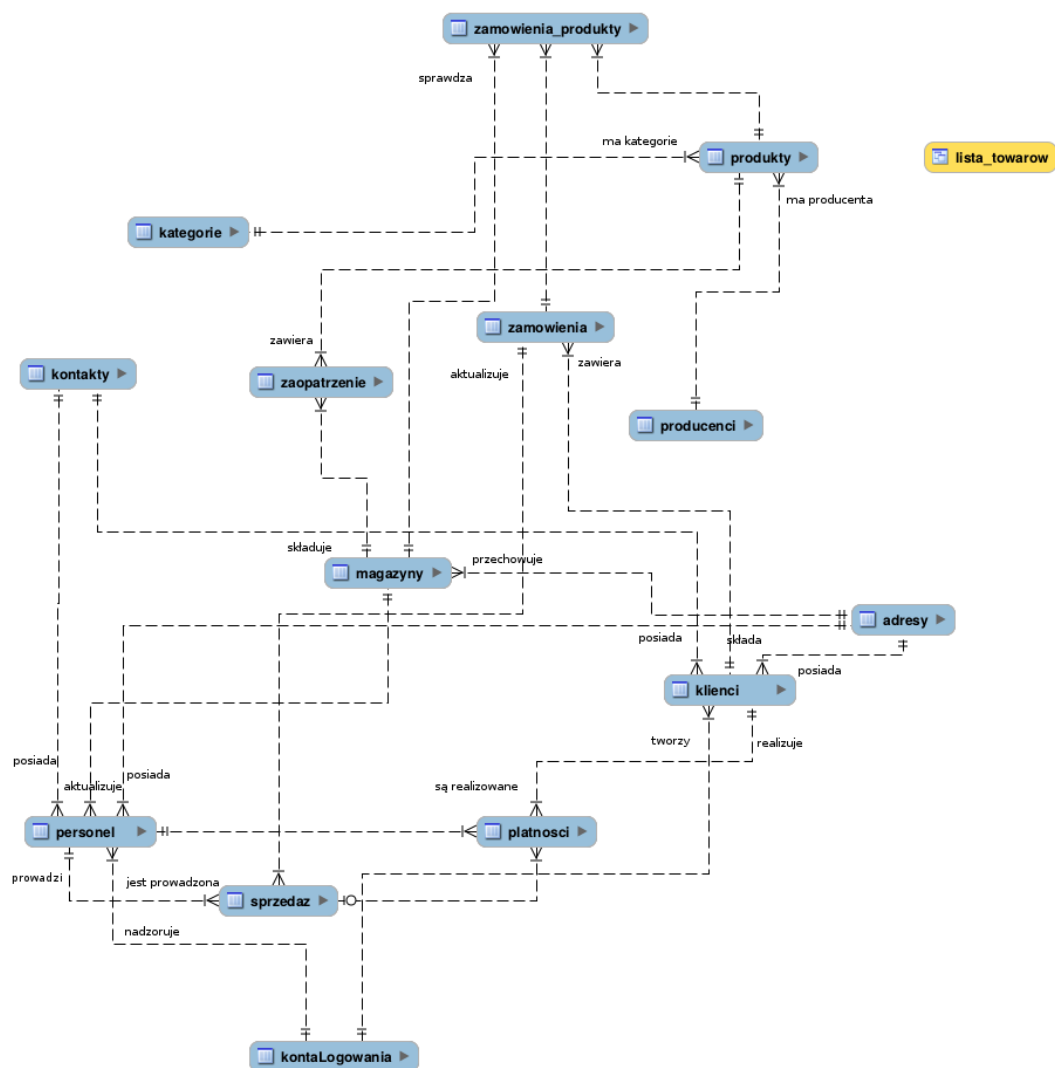 zamowienia_produkty
sprawdza
ma kategorie
produkty
lista_towarow
ma producenta
kategorie
zamowienia
zawiera
zawiera
kontakty
aktualizuje
zaopatrzenie
producenci
składuje
przechowuje
magazyny
adresy
posiada
składa
posiada
klienci
tworzy
realizuje
posiada
posiada
aktualizuje
są realizowane
personel
platnosci
prowadzi
jest prowadzona
sprzedaz
nadzoruje
kontaLogowania